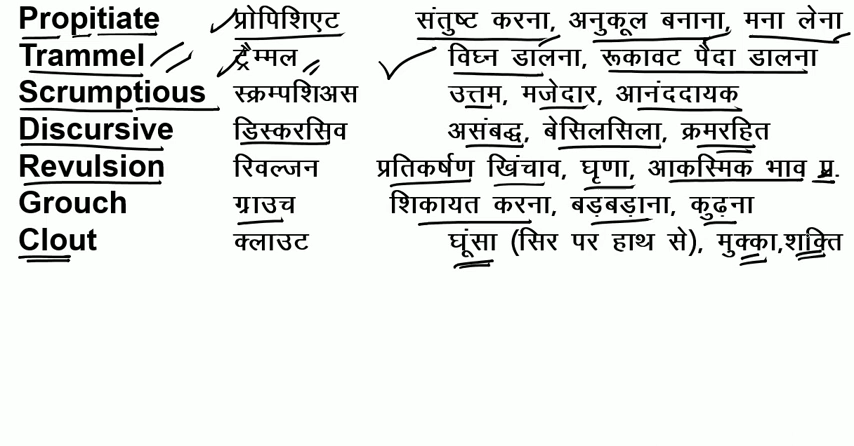 Propitiate प्रोपिशिएट संतुष्ट करना, अनुकूल बनाना, मना लेना
Trammel ट्रैम्मल विघ्न डालना, रूकावट पैदा डालना
Scrumptious स्क्रम्पशिअस उत्तम, मजेदार, आनंददायक
Discursive डिस्करसिव असंबद्ध, बेसिलसिला, क्रमरहित
Revulsion रिवल्जन प्रतिकर्षण खिंचाव, घृणा, आकस्मिक भाव प्र.
Grouch ग्राउच शिकायत करना, बड़बड़ाना, कुढ़ना
Clout क्लाउट घूंसा (सिर पर हाथ से), मुक्का,शक्ति